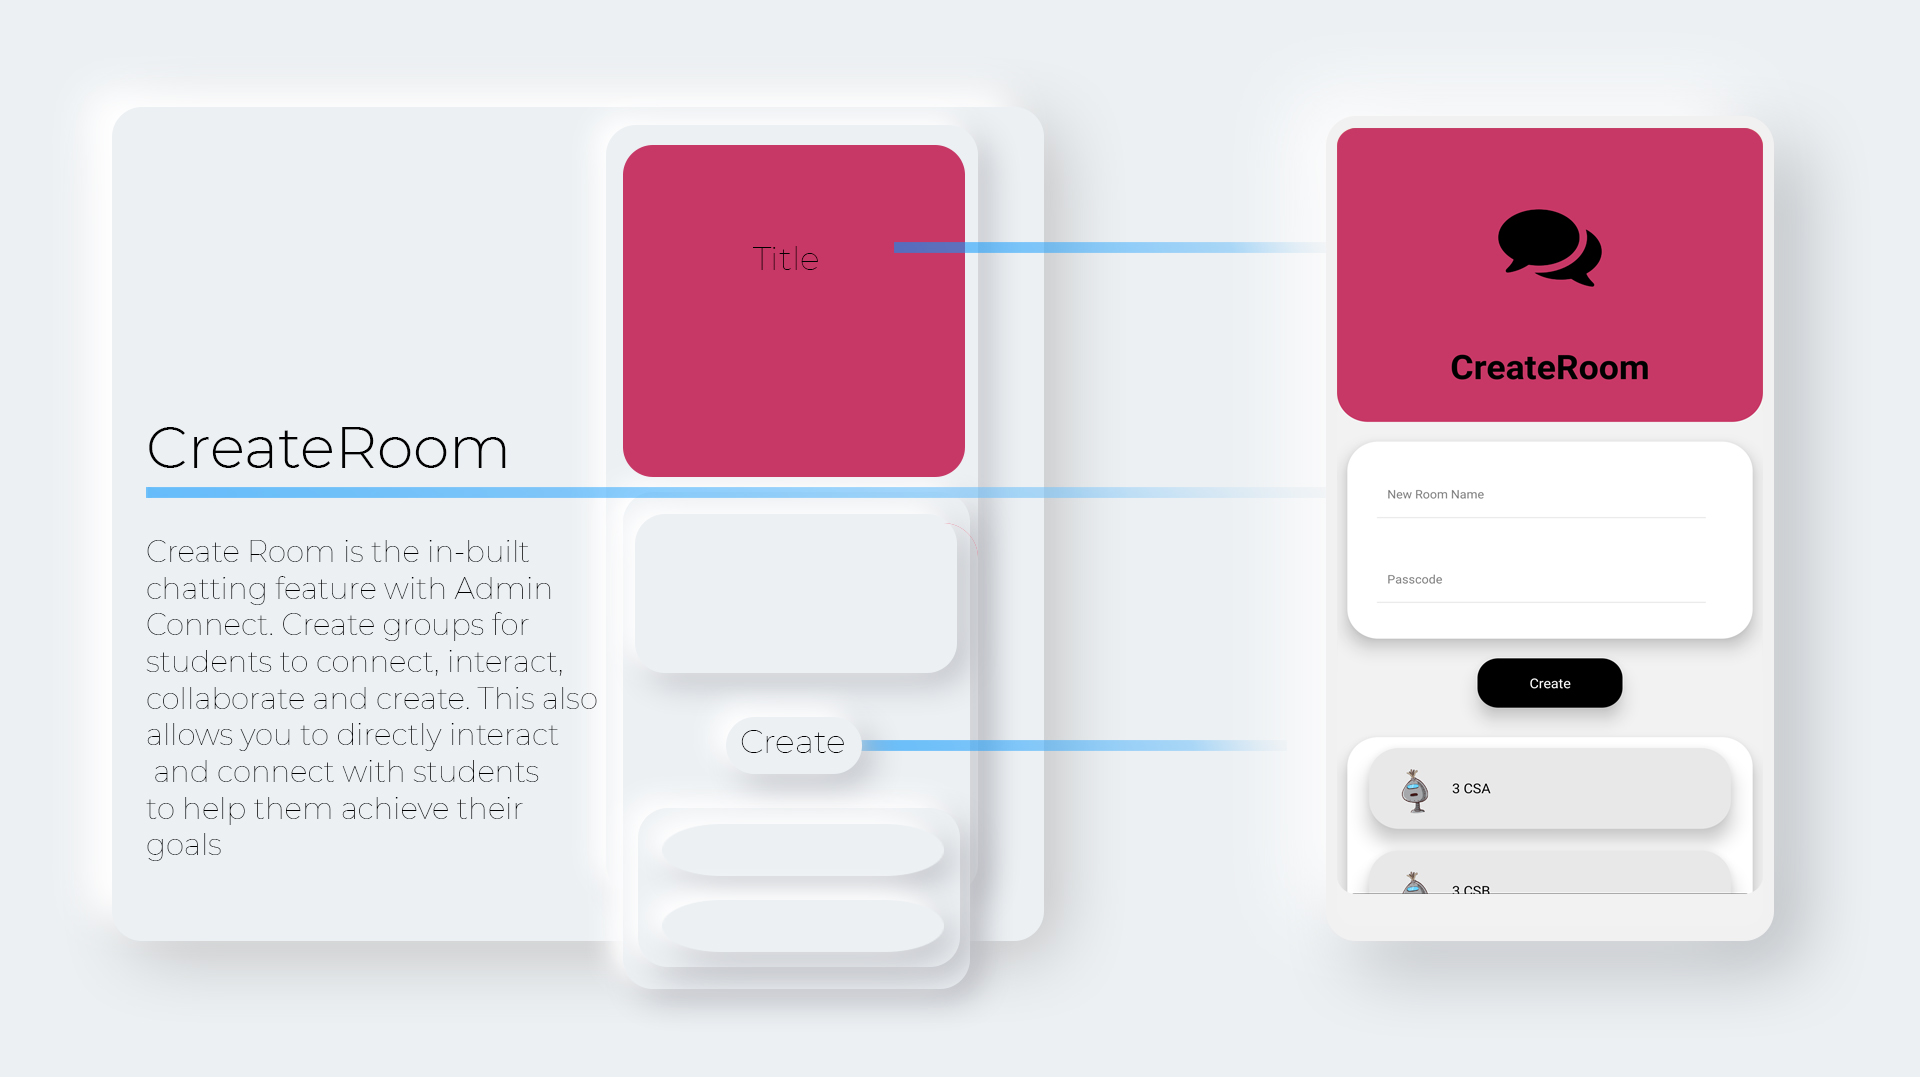 CreateRoom
Create Room is the in-built
chatting feature with Admin
Connect. Create groups for
students to connect, interact,
collaborate and create. This also
allows you to directly interact
and connect with students
to help them achieve their
goals
Title
Create
CreateRoom
New Room Name
Passcode
Create
3 CSA
3 CSB